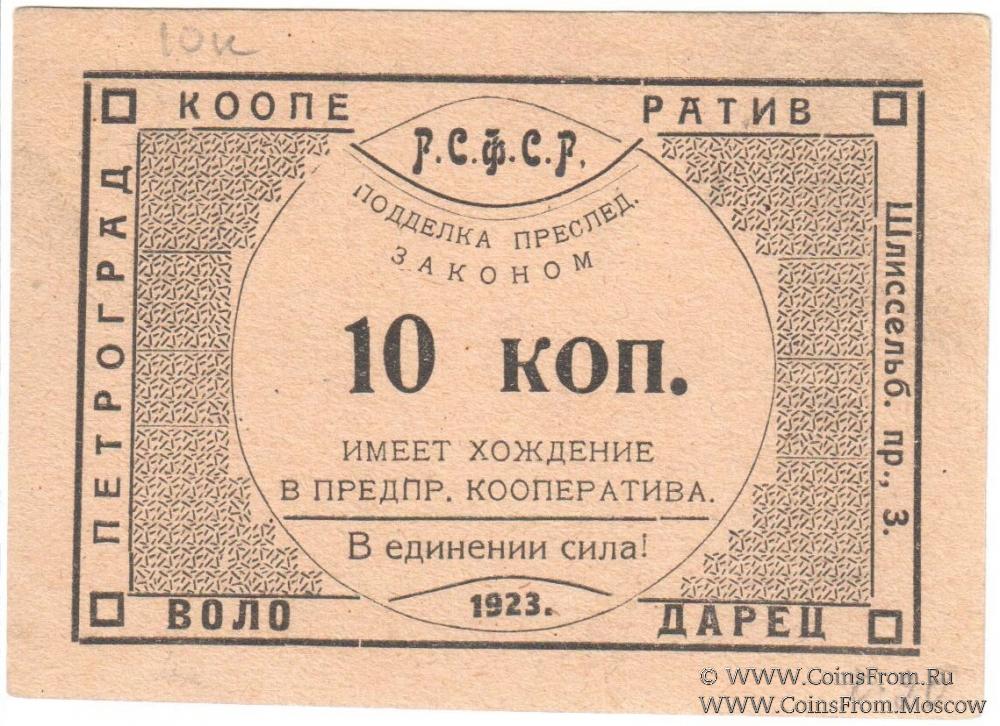 10к
КООПЕ РАТИВ
Р.С.Ф.С.Р.
ПЕТРОГРАД
ПОДДЕЛКА ПРЕСЛЕД.
ЗАКОНОМ
10 КОП.
ИМЕЕТ ХОЖДЕНИЕ
В ПРЕДПР. КООПЕРАТИВА.
В единении сила!
Шлиссельб. пр., 3.
1923.
ВОЛО ДАРЕЦ
© WWW.CoinsFrom.Ru
WWW.CoinsFrom.Moscow